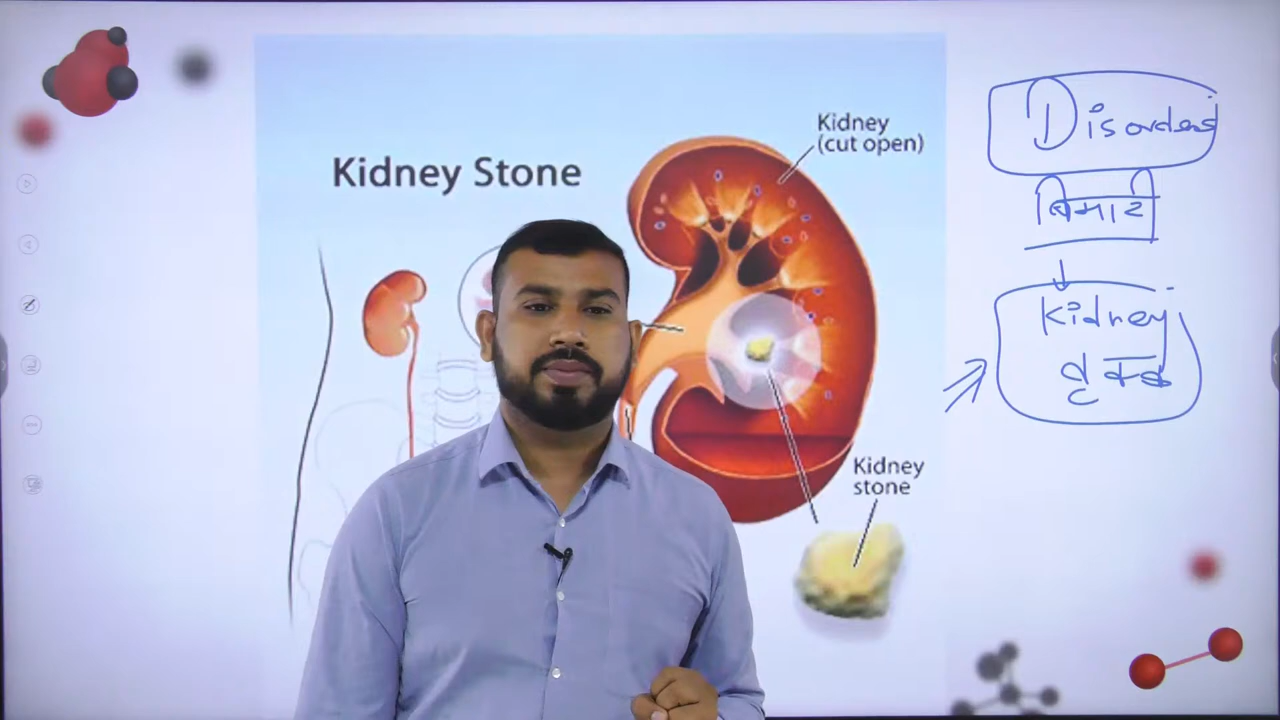 Kidney Stone
Kidney
(cut open)
Kidney
stone
Disorders
बिमारी
Kidney
वृक्क